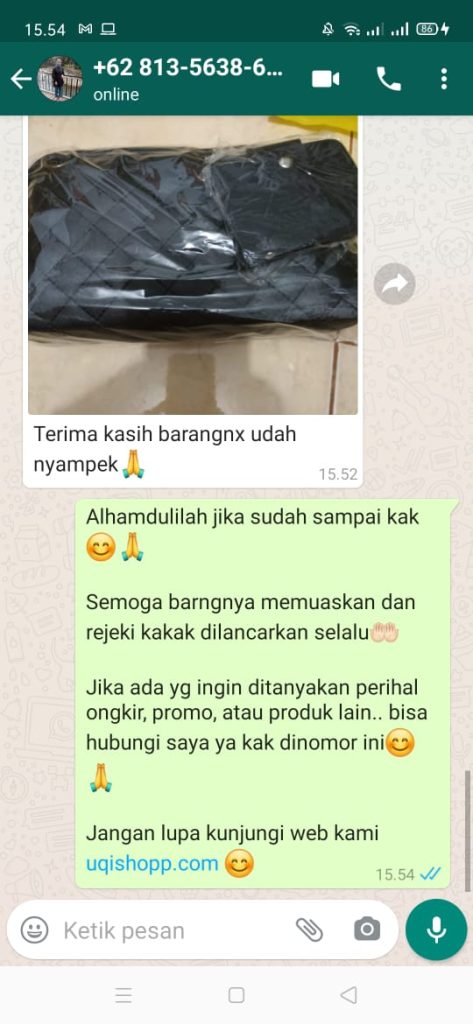 15.54
86
+62 813-5638-6...
online
Terima kasih barangnx udah
nyampek🙏
15.52
Alhamdulilah jika sudah sampai kak
😊🙏
Semoga barngnya memuaskan dan
rejeki kakak dilancarkan selalu🤲🏻
Jika ada yg ingin ditanyakan perihal
ongkir, promo, atau produk lain.. bisa
hubungi saya ya kak dinomor ini😊
🙏
Jangan lupa kunjungi web kami
uqishopp.com 😊
15.54
Ketik pesan